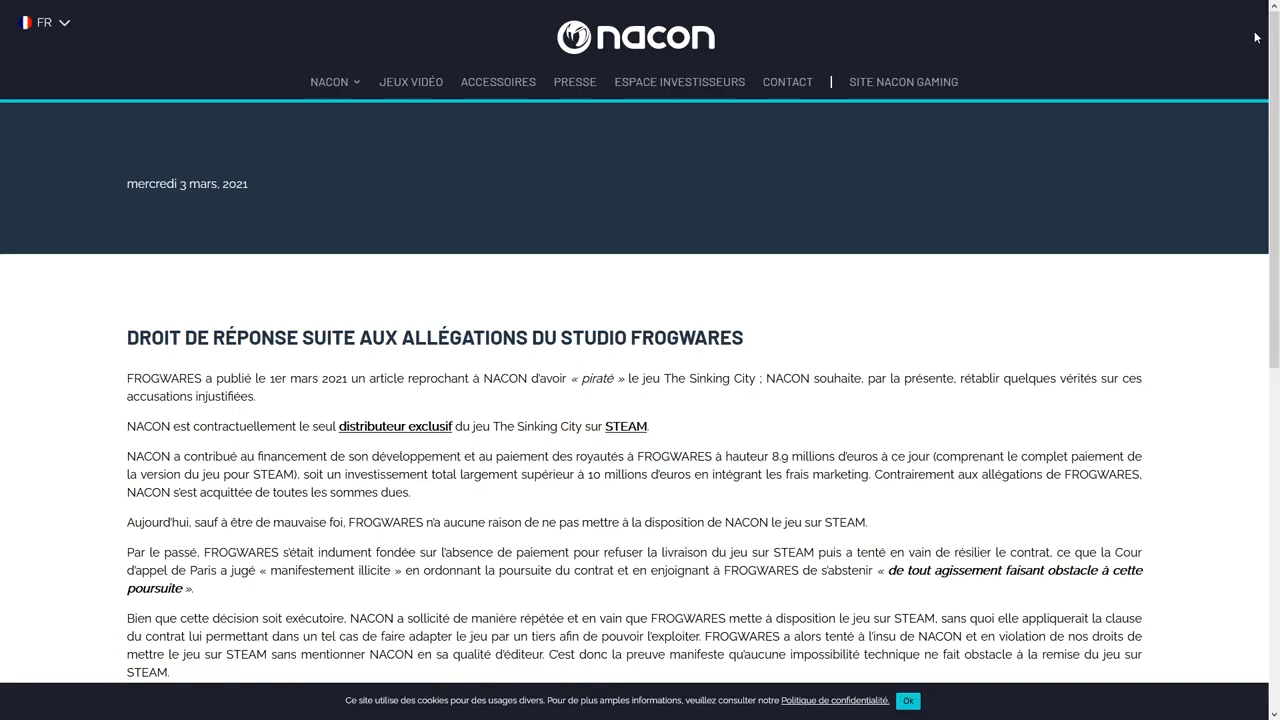 FR
nacon
NACON
JEUX VIDÉO
ACCESSOIRES
PRESSE
ESPACE INVESTISSEURS
CONTACT
SITE NACON GAMING
mercredi 3 mars, 2021
DROIT DE RÉPONSE SUITE AUX ALLÉGATIONS DU STUDIO FROGWARES
FROGWARES a publié le 1er mars 2021 un article reprochant à NACON d'avoir « piraté » le jeu The Sinking City ; NACON souhaite, par la présente, rétablir quelques vérités sur ces
accusations injustifiées.
NACON est contractuellement le seul distributeur exclusif du jeu The Sinking City sur STEAM.
NACON a contribué au financement de son développement et au paiement des royautés à FROGWARES à hauteur 8.9 millions d'euros à ce jour (comprenant le complet paiement de
la version du jeu pour STEAM), soit un investissement total largement supérieur à 10 millions d'euros en intégrant les frais marketing. Contrairement aux allégations de FROGWARES,
NACON s'est acquittée de toutes les sommes dues.
Aujourd'hui, sauf à être de mauvaise foi, FROGWARES n'a aucune raison de ne pas mettre à la disposition de NACON le jeu sur STEAM.
Par le passé, FROGWARES s'était indument fondée sur l'absence de paiement pour refuser la livraison du jeu sur STEAM puis a tenté en vain de résilier le contrat, ce que la Cour
d'appel de Paris a jugé « manifestement illicite » en ordonnant la poursuite du contrat et en enjoignant à FROGWARES de s'abstenir « de tout agissement faisant obstacle à cette
poursuite ».
Bien que cette décision soit exécutoire, NACON a sollicité de manière répétée et en vain que FROGWARES mette à disposition le jeu sur STEAM, sans quoi elle appliquerait la clause
du contrat lui permettant dans un tel cas de faire adapter le jeu par un tiers afin de pouvoir l'exploiter. FROGWARES a alors tenté à l'insu de NACON et en violation de nos droits de
mettre le jeu sur STEAM sans mentionner NACON en sa qualité d'éditeur. C'est donc la preuve manifeste qu'aucune impossibilité technique ne fait obstacle à la remise du jeu sur
STEAM.
Ce site utilise des cookies pour des usages divers. Pour de plus amples informations, veuillez consulter notre Politique de confidentialité. Ok